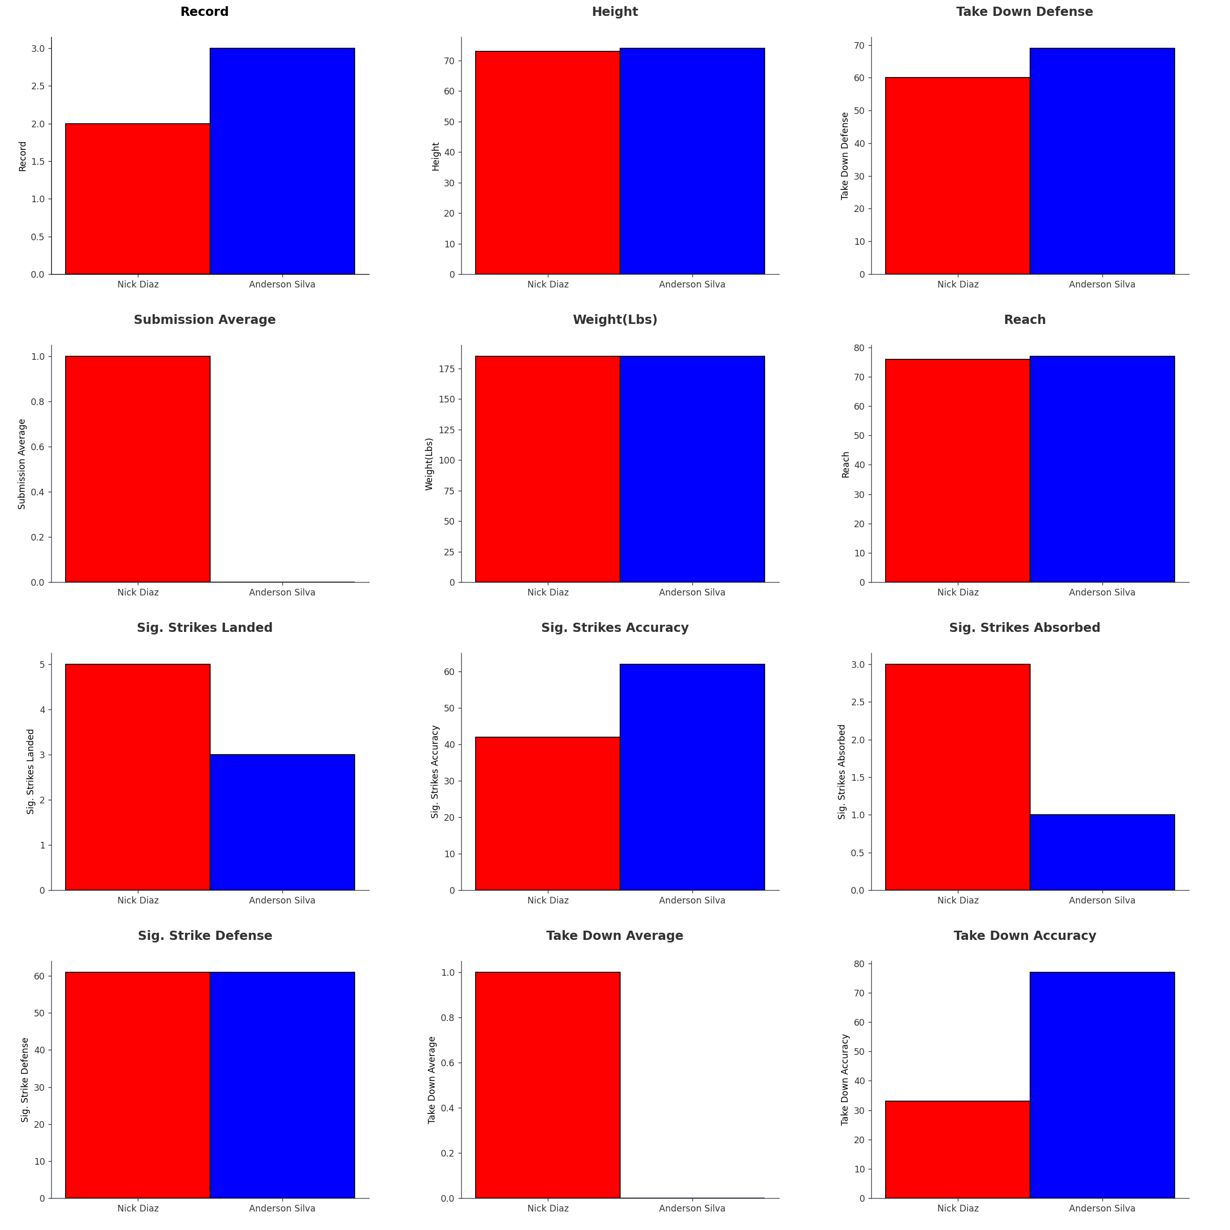 Record
Height
Take Down Defense
3.0
2.5
2.0
1.5
1.0
0.5
0.0
Record
Nick Diaz Anderson Silva
70
60
50
40
30
20
10
0
Height
Nick Diaz Anderson Silva
70
60
50
40
30
20
10
0
Take Down Defense
Nick Diaz Anderson Silva
Submission Average
Weight(Lbs)
Reach
1.0
0.8
0.6
0.4
0.2
0.0
Submission Average
Nick Diaz Anderson Silva
175
150
125
100
75
50
25
0
Weight(Lbs)
Nick Diaz Anderson Silva
80
70
60
50
40
30
20
10
0
Reach
Nick Diaz Anderson Silva
Sig. Strikes Landed
Sig. Strikes Accuracy
Sig. Strikes Absorbed
5
4
3
2
1
0
Sig. Strikes Landed
Nick Diaz Anderson Silva
60
50
40
30
20
10
0
Sig. Strikes Accuracy
Nick Diaz Anderson Silva
3.0
2.5
2.0
1.5
1.0
0.5
0.0
Sig. Strikes Absorbed
Nick Diaz Anderson Silva
Sig. Strike Defense
Take Down Average
Take Down Accuracy
60
50
40
30
20
10
0
Sig. Strike Defense
Nick Diaz Anderson Silva
1.0
0.8
0.6
0.4
0.2
0.0
Take Down Average
Nick Diaz Anderson Silva
80
70
60
50
40
30
20
10
0
Take Down Accuracy
Nick Diaz Anderson Silva